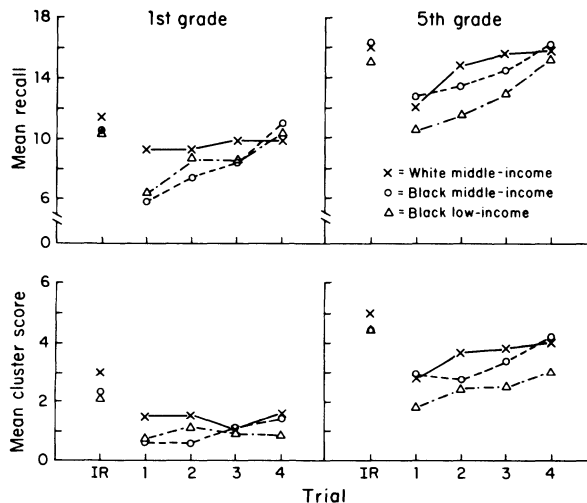 1st grade
5th grade
Mean recall
18
14
10
6
0
× = White middle-income
○ = Black middle-income
△ = Black low-income
Mean cluster score
6
4
2
0
IR 1 2 3 4
IR 1 2 3 4
Trial